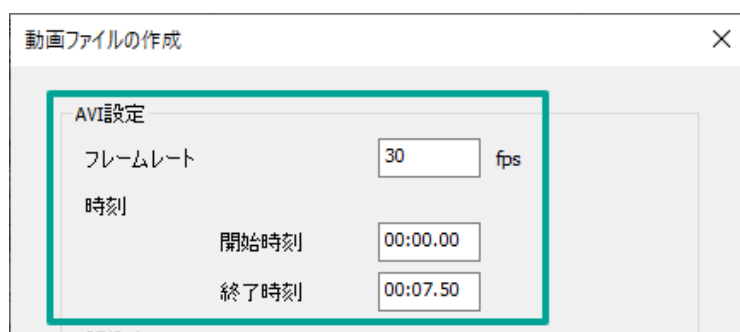 動画ファイルの作成
AVI設定
フレームレート 30 fps
時刻
開始時刻 00:00.00
終了時刻 00:07.50